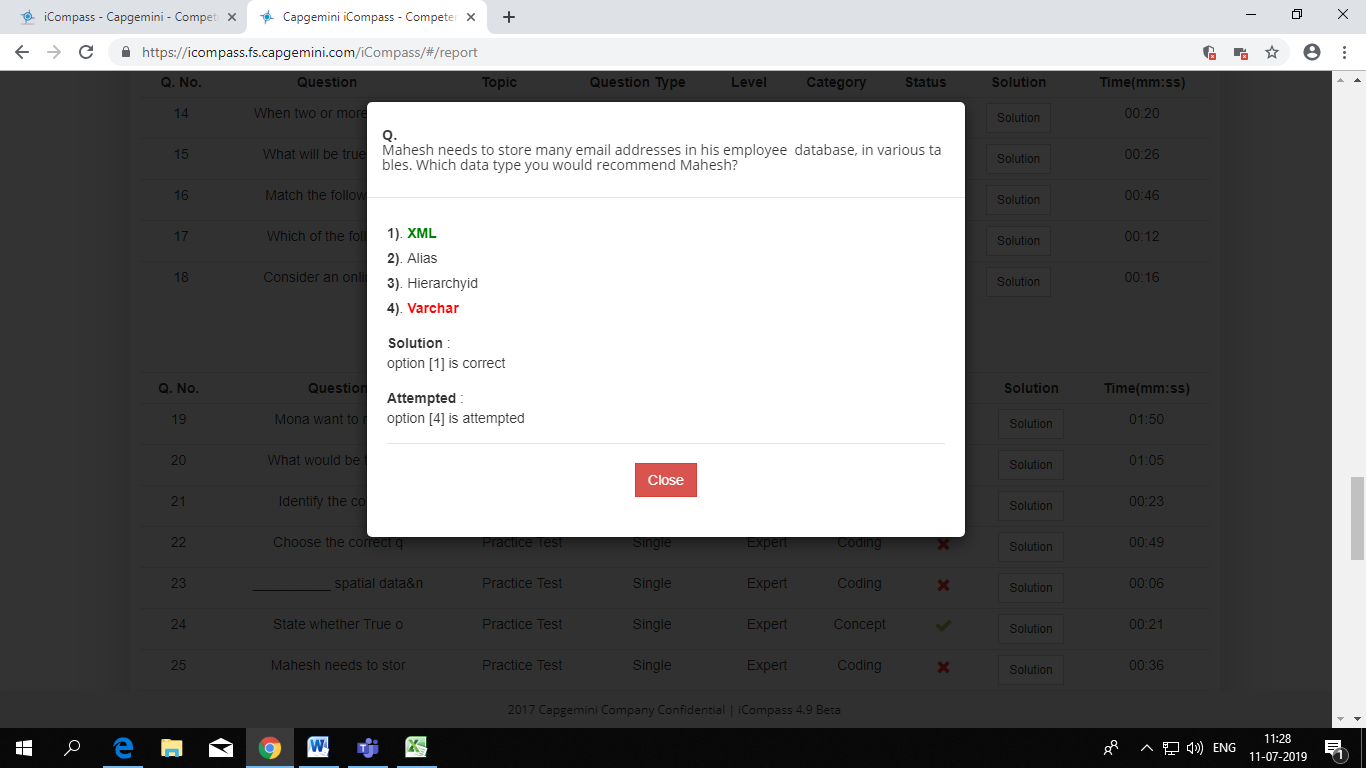 iCompass - Capgemini - Compet
Capgemini iCompass - Competen
https://icompass.fs.capgemini.com/iCompass/#/report
Q. No. Question Topic Question Type Level Category Status Solution Time(mm:ss)
14 When two or more Solution 00:20
15 What will be true Solution 00:26
16 Match the follow Solution 00:46
17 Which of the foll Solution 00:12
18 Consider an onli Solution 00:16
Q.
Mahesh needs to store many email addresses in his employee  database, in various ta
bles. Which data type you would recommend Mahesh?
1). XML
2). Alias
3). Hierarchyid
4). Varchar
Solution :
option [1] is correct
Attempted :
option [4] is attempted
Close
Q. No. Question Solution Time(mm:ss)
19 Mona want to r Solution 01:50
20 What would be t Solution 01:05
21 Identify the co Solution 00:23
22 Choose the correct q Practice Test Single Expert Coding Solution 00:49
23 __________ spatial data&n Practice Test Single Expert Coding Solution 00:06
24 State whether True o Practice Test Single Expert Concept Solution 00:21
25 Mahesh needs to stor Practice Test Single Expert Coding Solution 00:36
2017 Capgemini Company Confidential | iCompass 4.9 Beta
ENG
11:28
11-07-2019
1